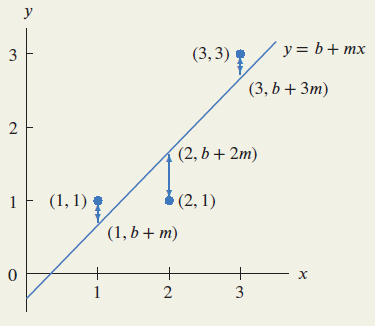 y
3
(3, 3)
y = b + mx
(3, b + 3m)
2
(2, b + 2m)
1
(1, 1)
(2, 1)
(1, b + m)
0
x
1
2
3